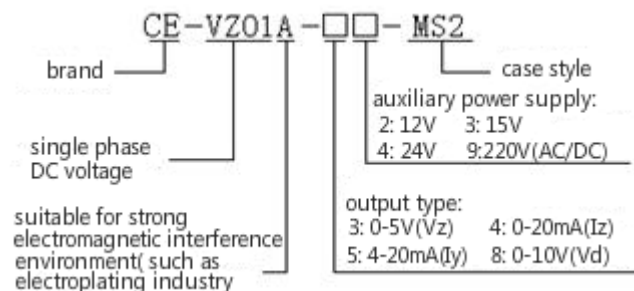 CE-VZ01A-□□-MS2
brand
case style
auxiliary power supply:
2: 12V 3: 15V
4: 24V 9:220V(AC/DC)
single phase
DC voltage
output type:
3: 0-5V(Vz) 4: 0-20mA(Iz)
5: 4-20mA(Iy) 8: 0-10V(Vd)
suitable for strong
electromagnetic interference
environment( such as
electroplating industry